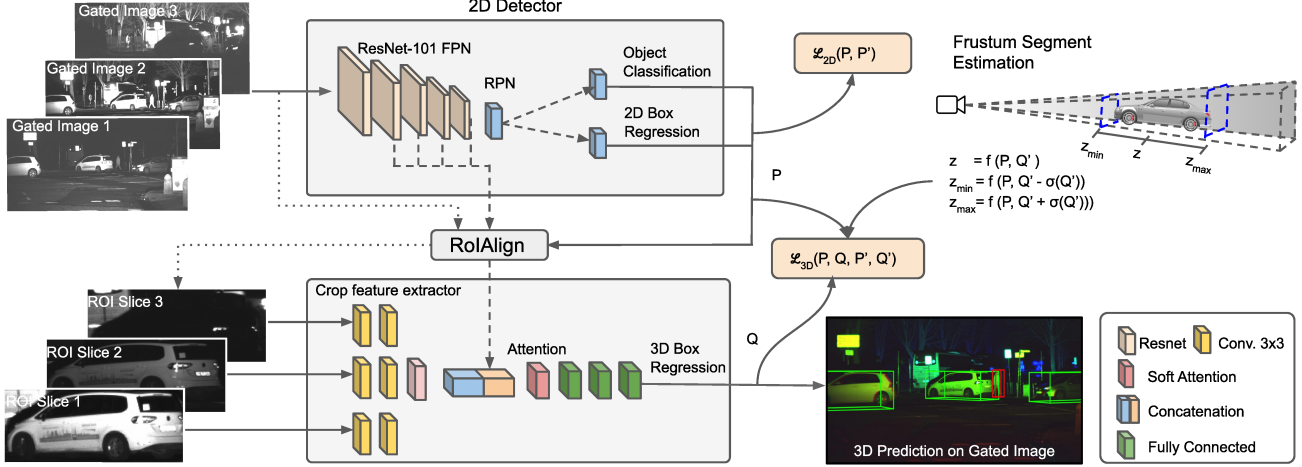 2D Detector
Gated Image 3
Gated Image 2
Gated Image 1
ResNet-101 FPN
RPN
Object
Classification
2D Box
Regression
ℒ2D(P, P’)
Frustum Segment
Estimation
zmin
z
zmax
z = f (P, Q’ )
zmin = f (P, Q’ - σ(Q’))
zmax= f (P, Q’ + σ(Q’)))
P
RoIAlign
ℒ3D(P, Q, P’, Q’)
ROI Slice 3
ROI Slice 2
ROI Slice 1
Crop feature extractor
Attention
3D Box
Regression
Q
3D Prediction on Gated Image
Resnet
Conv. 3x3
Soft Attention
Concatenation
Fully Connected